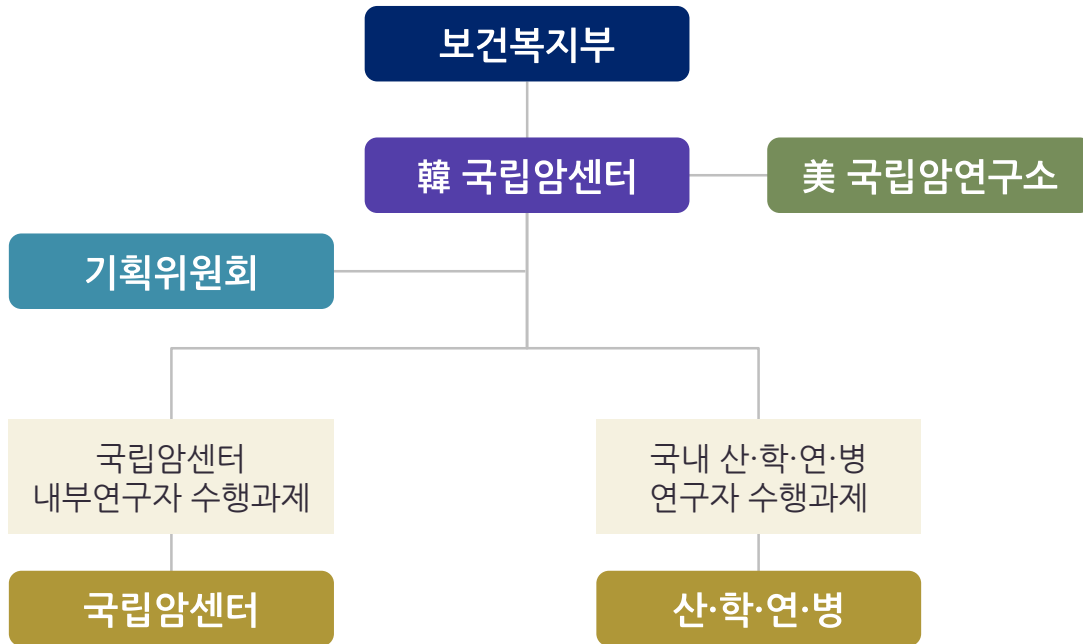 보건복지부
韓 국립암센터
美 국립암연구소
기획위원회
국립암센터
내부연구자 수행과제
국내 산·학·연·병
연구자 수행과제
국립암센터
산·학·연·병